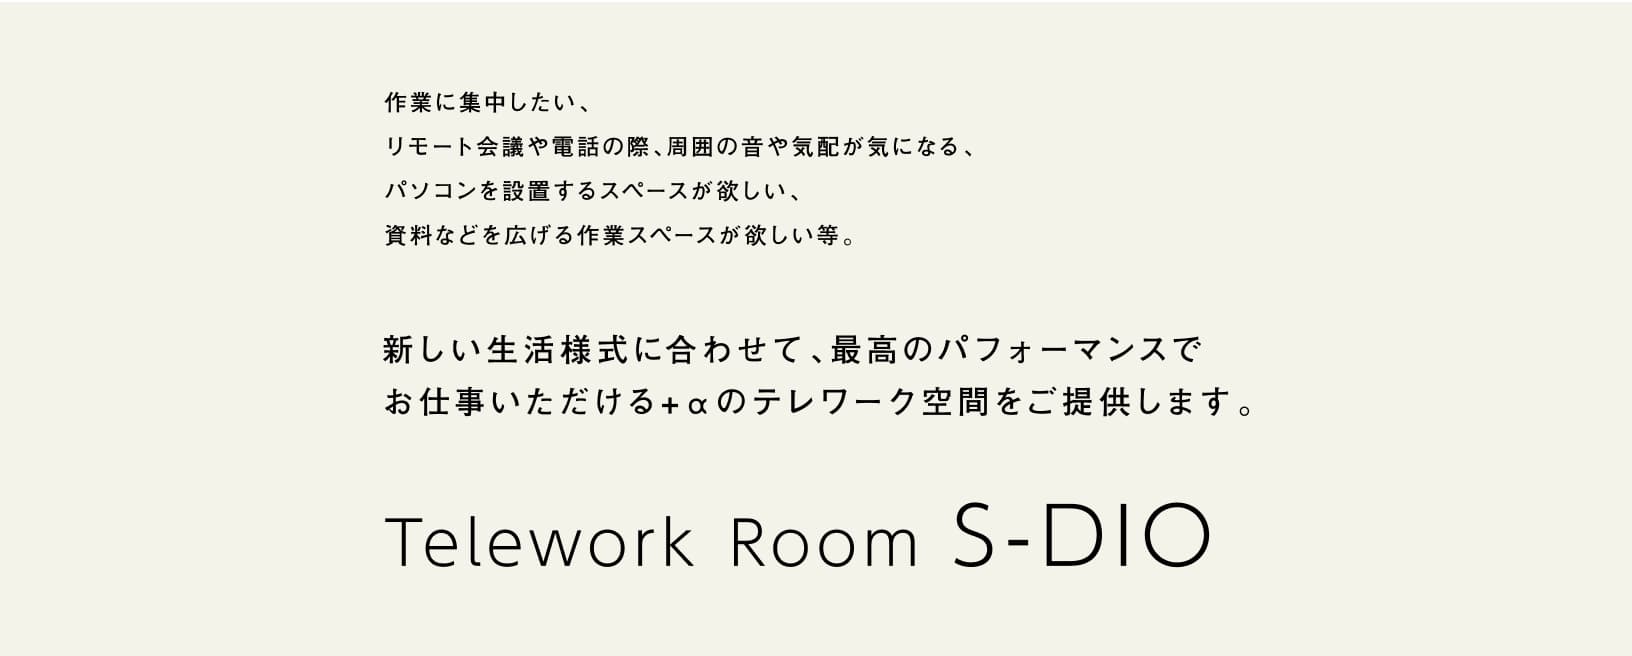 作業に集中したい、
リモート会議や電話の際、周囲の音や気配が気になる、
パソコンを設置するスペースが欲しい、
資料などを広げる作業スペースが欲しい等。
新しい生活様式に合わせて、最高のパフォーマンスで
お仕事いただける+αのテレワーク空間をご提供します。
Telework Room S-DIO